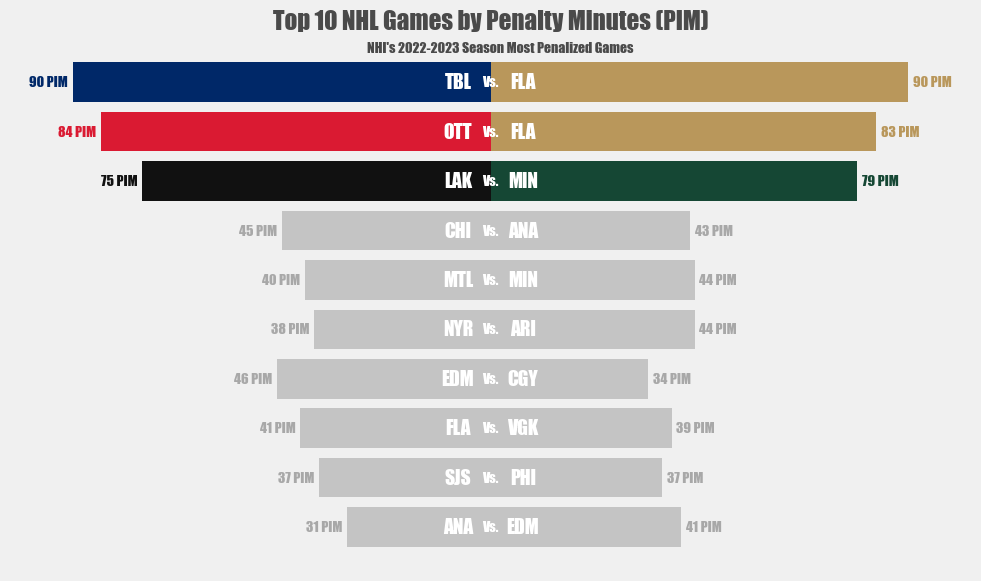 Top 10 NHL Games by Penalty Minutes (PIM)
NHl's 2022-2023 Season Most Penalized Games
90 PIM TBL Vs. FLA 90 PIM
84 PIM OTT Vs. FLA 83 PIM
75 PIM LAK Vs. MIN 79 PIM
45 PIM CHI Vs. ANA 43 PIM
40 PIM MTL Vs. MIN 44 PIM
38 PIM NYR Vs. ARI 44 PIM
46 PIM EDM Vs. CGY 34 PIM
41 PIM FLA Vs. VGK 39 PIM
37 PIM SJS Vs. PHI 37 PIM
31 PIM ANA Vs. EDM 41 PIM